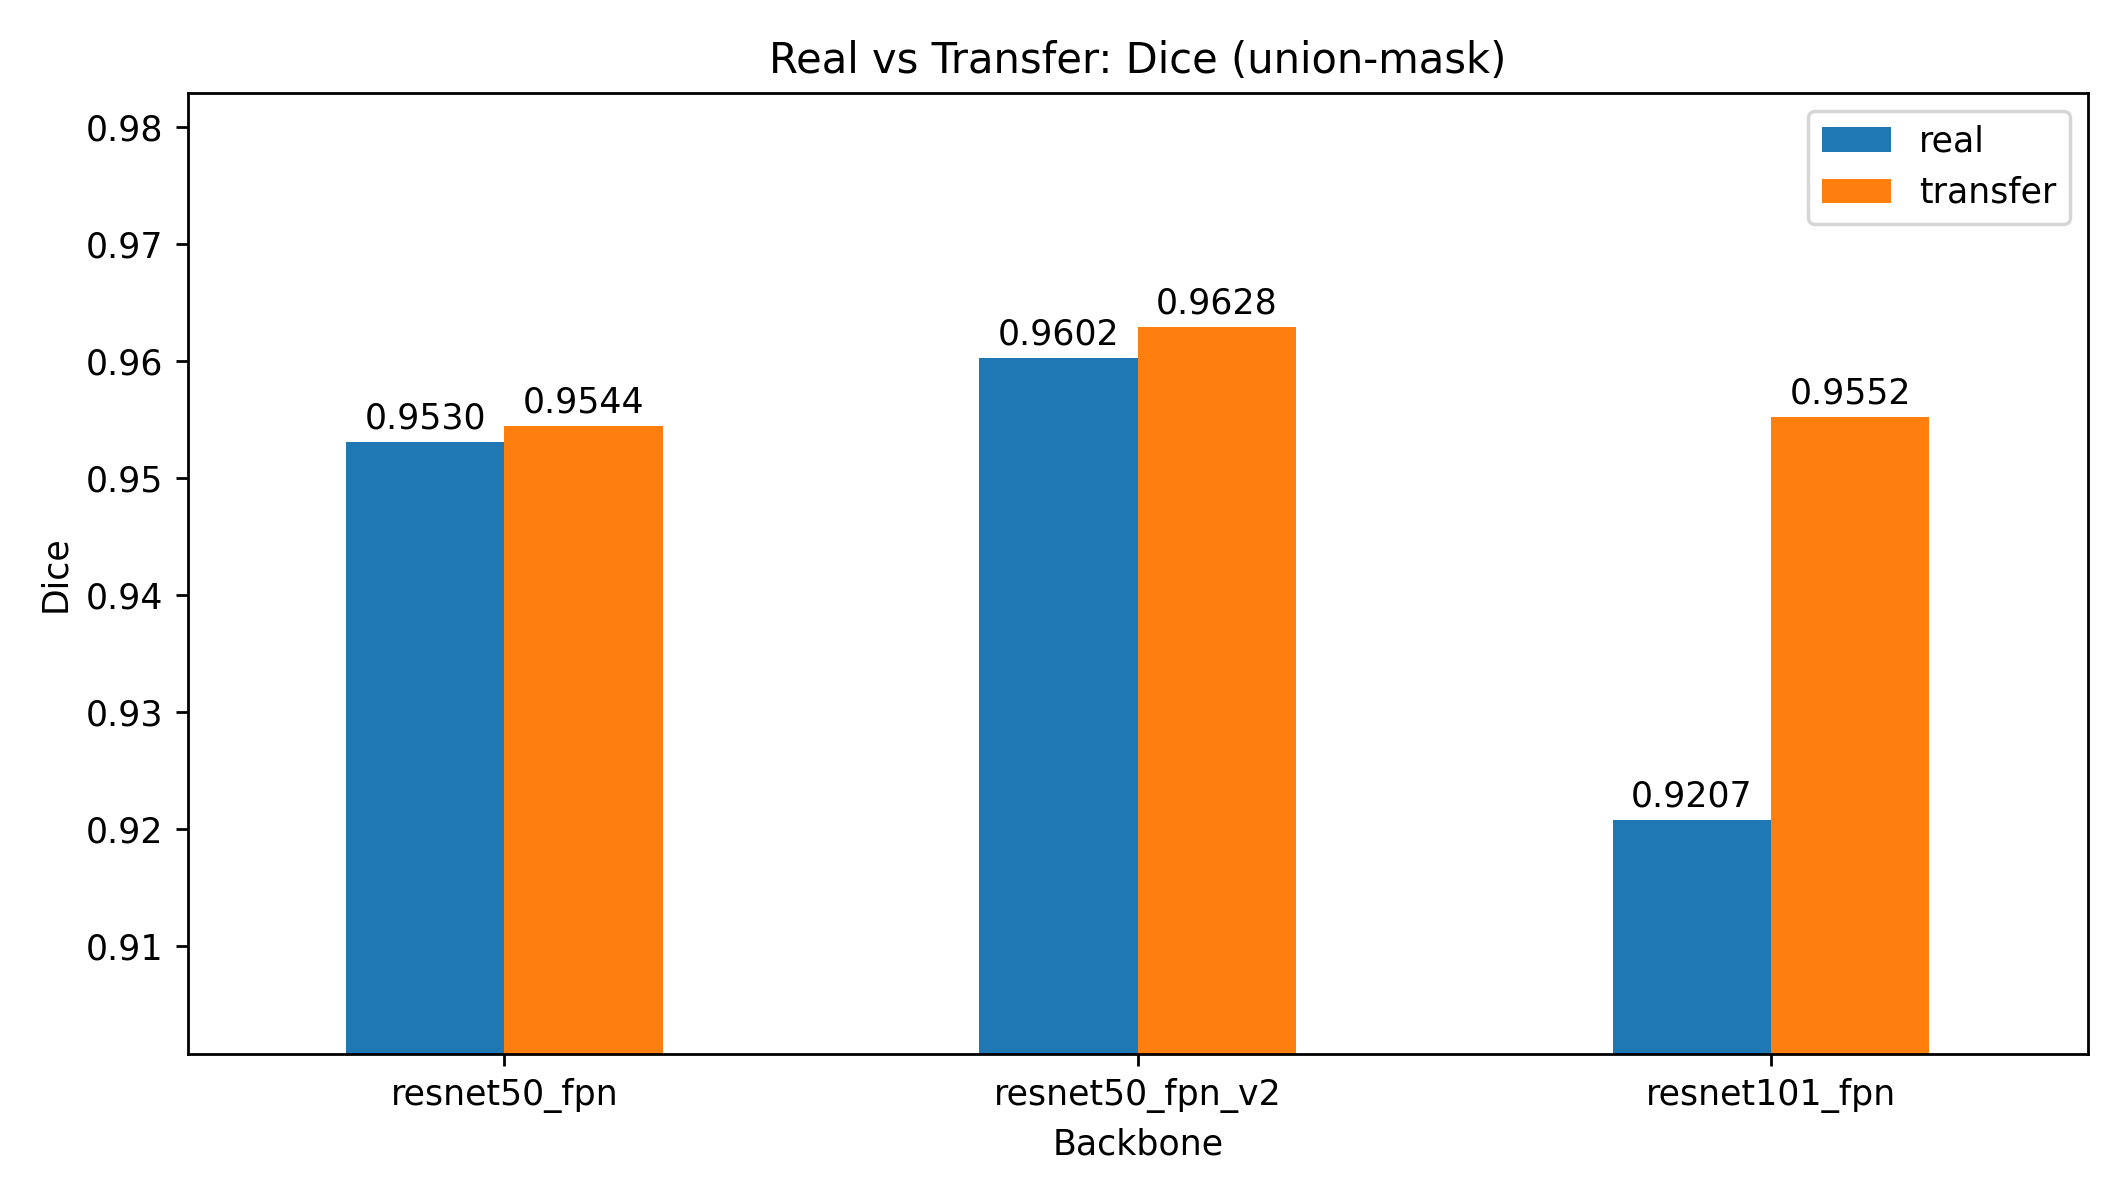 Real vs Transfer: Dice (union-mask)
real
transfer
0.98
0.97
0.96
0.95
0.94
0.93
0.92
0.91
Dice
0.9530
0.9544
0.9602
0.9628
0.9207
0.9552
resnet50_fpn
resnet50_fpn_v2
resnet101_fpn
Backbone